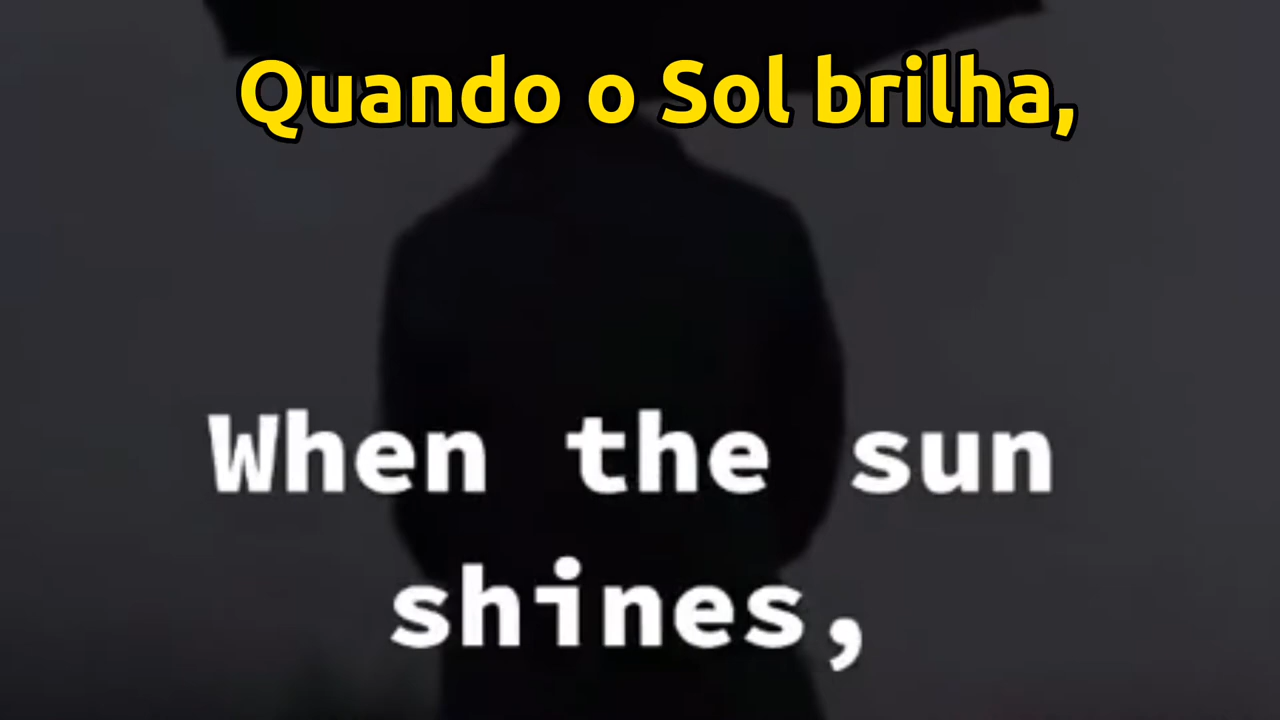 Quando o Sol brilha,
When the sun
shines,